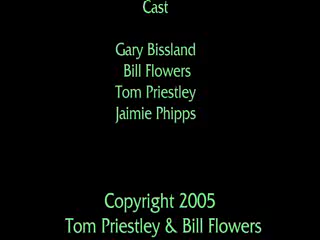 Cast
Gary Bissland
Bill Flowers
Tom Priestley
Jaimie Phipps
Copyright 2005
Tom Priestley & Bill Flowers